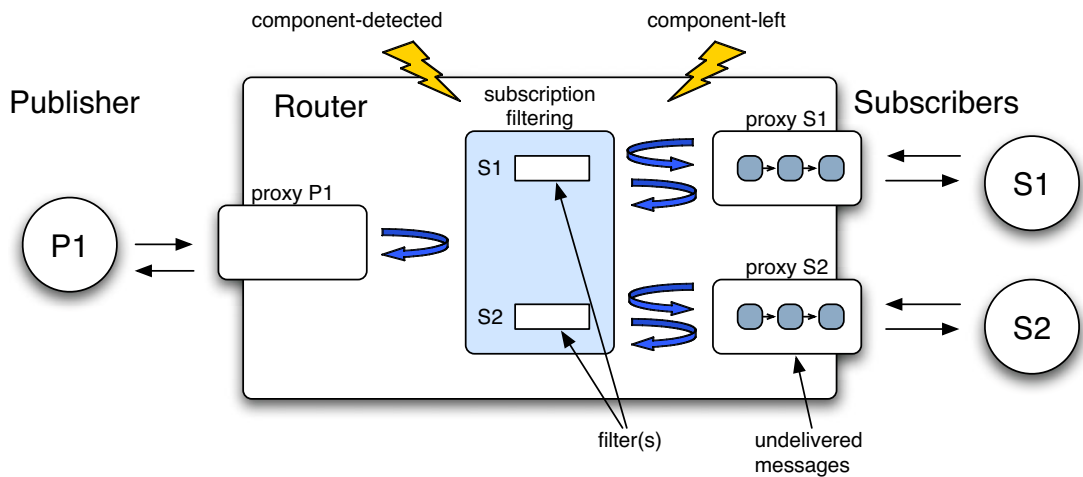 component-detected
component-left
Publisher
Router
subscription
filtering
Subscribers
proxy S1
S1
S1
proxy P1
P1
proxy S2
S2
S2
filter(s)
undelivered
messages